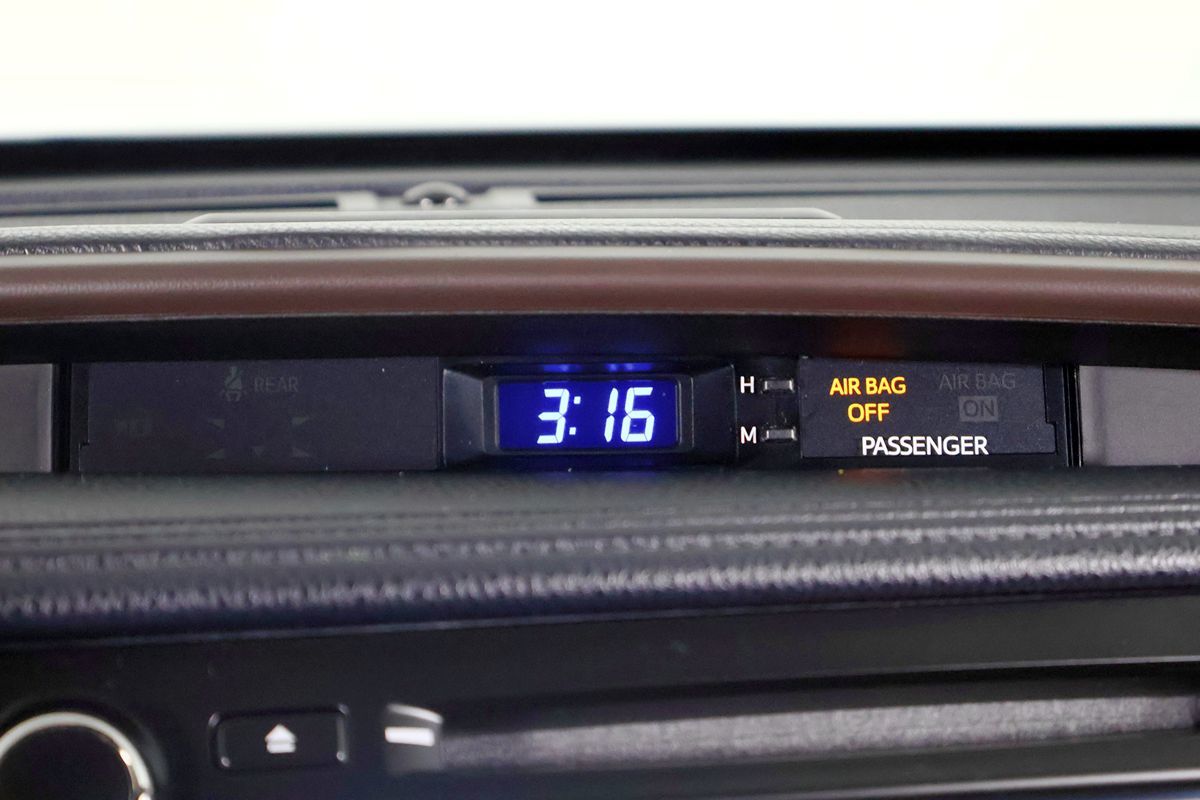 REAR
3:16
H
M
AIR BAG
OFF
AIR BAG
ON
PASSENGER